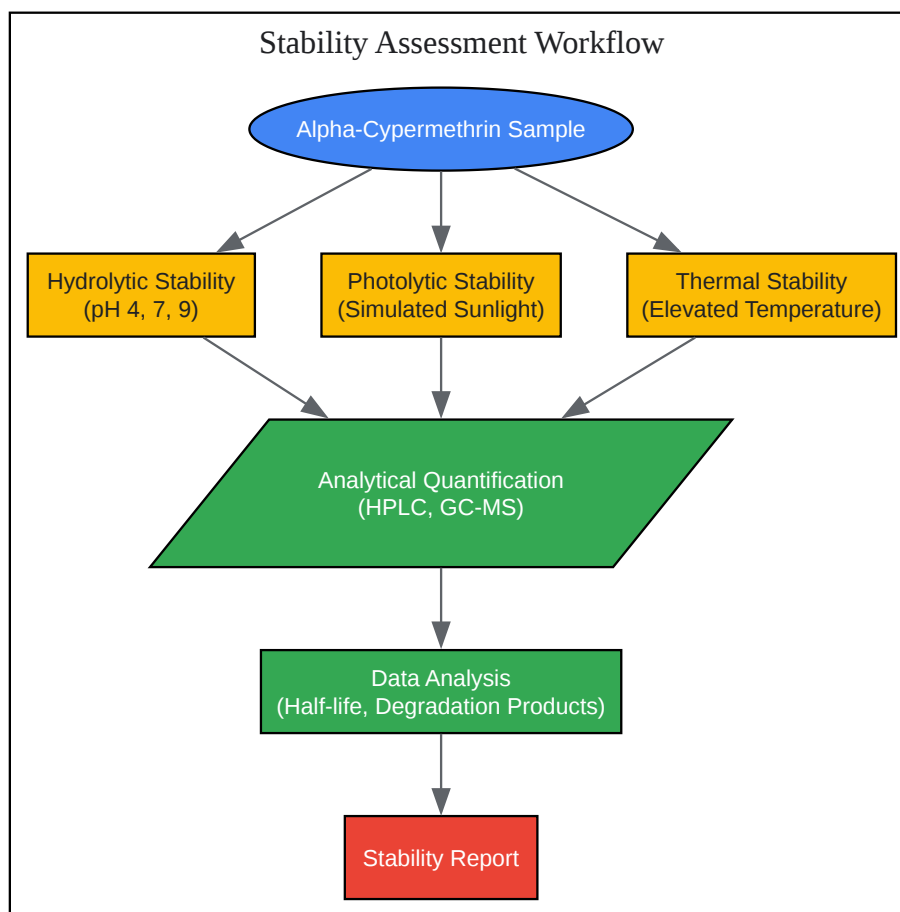 Stability Assessment Workflow
Alpha-Cypermethrin Sample
Hydrolytic Stability
(pH 4, 7, 9)
Photolytic Stability
(Simulated Sunlight)
Thermal Stability
(Elevated Temperature)
Analytical Quantification
(HPLC, GC-MS)
Data Analysis
(Half-life, Degradation Products)
Stability Report